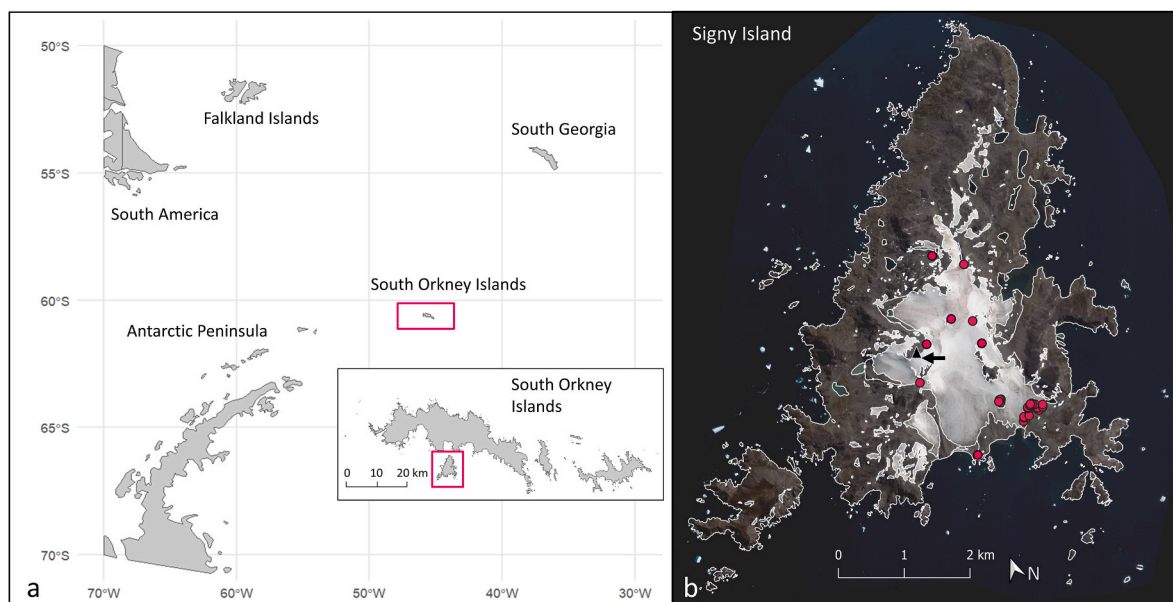 50°S
Falkland Islands
South Georgia
55°S
South America
South Orkney Islands
60°S
Antarctic Peninsula
South Orkney
Islands
0 10 20 km
65°S
70°S
a
70°W 60°W 50°W 40°W 30°W
Signy Island
0 1 2 km
N
b